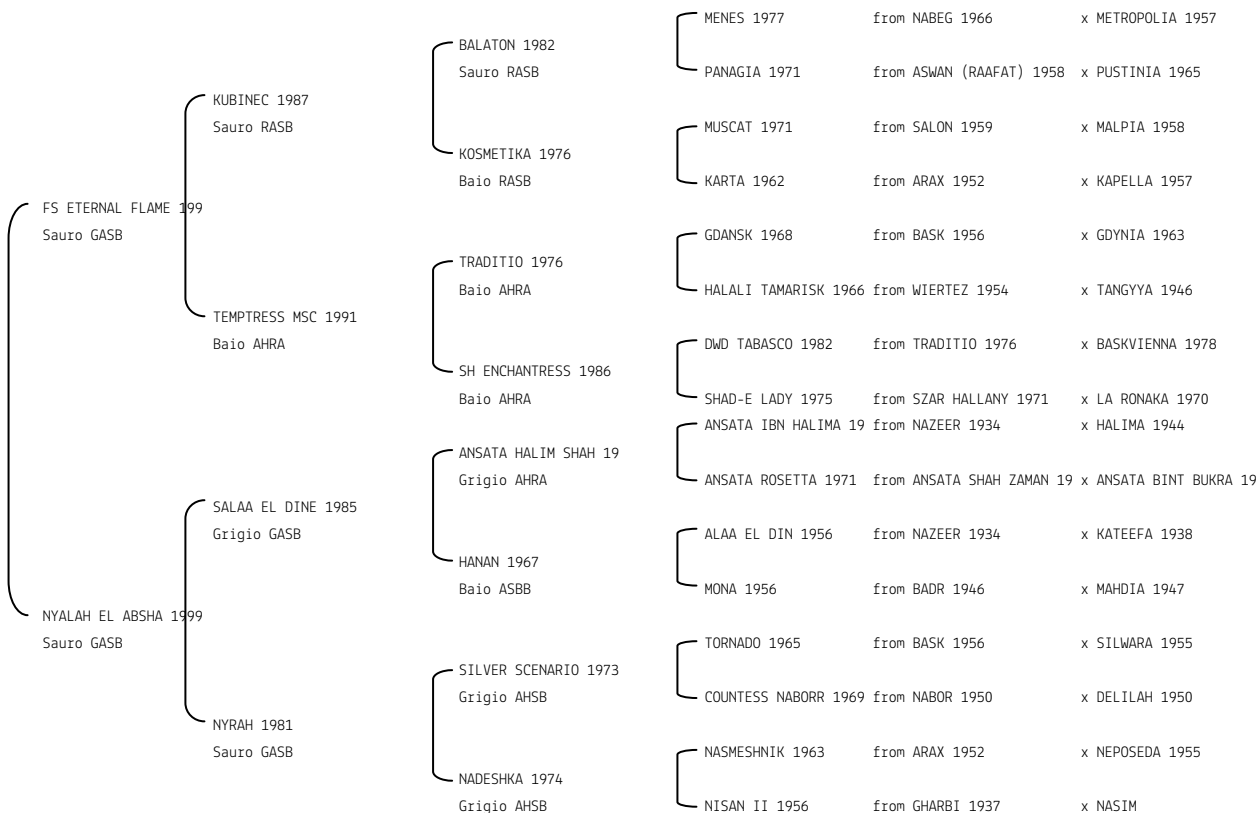 MENES 1977 from NABEG 1966 x METROPOLIA 1957
BALATON 1982
Sauro RASB
PANAGIA 1971 from ASWAN (RAAFAT) 1958 x PUSTINIA 1965
KUBINEC 1987
Sauro RASB
MUSCAT 1971 from SALON 1959 x MALPIA 1958
KOSMETIKA 1976
Baio RASB
KARTA 1962 from ARAX 1952 x KAPELLA 1957
FS ETERNAL FLAME 199
Sauro GASB
GDANSK 1968 from BASK 1956 x GDYNIA 1963
TRADITIO 1976
Baio AHRA
HALALI TAMARISK 1966 from WIERTEZ 1954 x TANGYYA 1946
TEMPTRESS MSC 1991
Baio AHRA
DWD TABASCO 1982 from TRADITIO 1976 x BASKVIENNA 1978
SH ENCHANTRESS 1986
Baio AHRA
SHAD-E LADY 1975 from SZAR HALLANY 1971 x LA RONAKA 1970
ANSATA IBN HALIMA 19 from NAZEER 1934 x HALIMA 1944
ANSATA HALIM SHAH 19
Grigio AHRA
ANSATA ROSETTA 1971 from ANSATA SHAH ZAMAN 19 x ANSATA BINT BUKRA 19
SALAA EL DINE 1985
Grigio GASB
ALAA EL DIN 1956 from NAZEER 1934 x KATEEFA 1938
HANAN 1967
Baio ASBB
MONA 1956 from BADR 1946 x MAHDIA 1947
NYALAH EL ABSHA 1999
Sauro GASB
TORNADO 1965 from BASK 1956 x SILWARA 1955
SILVER SCENARIO 1973
Grigio AHSB
COUNTESS NABORR 1969 from NABOR 1950 x DELILAH 1950
NYRAH 1981
Sauro GASB
NASMESHNIK 1963 from ARAX 1952 x NEPOSEDA 1955
NADESHKA 1974
Grigio AHSB
NISAN II 1956 from GHARBI 1937 x NASIM